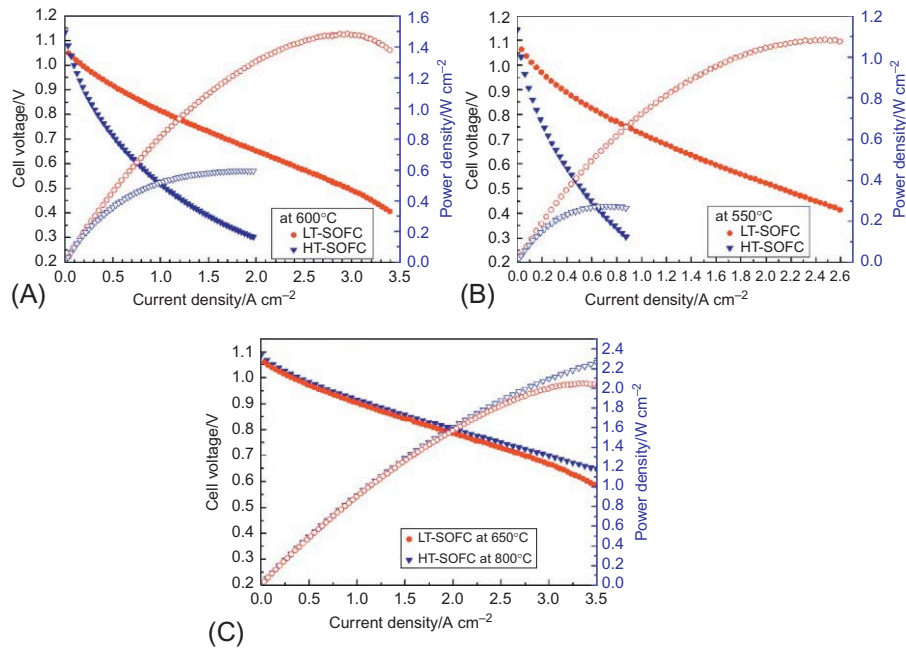 1.2
1.1
1.0
0.9
0.8
0.7
0.6
0.5
0.4
0.3
0.2
Cell voltage/V
1.6
1.4
1.2
1.0
0.8
0.6
0.4
0.2
0.0
Power density/W cm−2
at 600°C
LT-SOFC
HT-SOFC
0.0 0.5 1.0 1.5 2.0 2.5 3.0 3.5
Current density/A cm−2
(A)
1.2
1.1
1.0
0.9
0.8
0.7
0.6
0.5
0.4
0.3
0.2
Cell voltage/V
1.2
1.0
0.8
0.6
0.4
0.2
0.0
Power density/W cm−2
at 550°C
LT-SOFC
HT-SOFC
0.0 0.2 0.4 0.6 0.8 1.0 1.2 1.4 1.6 1.8 2.0 2.2 2.4 2.6
Current density/A cm−2
(B)
1.1
1.0
0.9
0.8
0.7
0.6
0.5
0.4
0.3
0.2
Cell voltage/V
2.4
2.2
2.0
1.8
1.6
1.4
1.2
1.0
0.8
0.6
0.4
0.2
0.0
Power density/W cm−2
LT-SOFC at 650°C
HT-SOFC at 800°C
0.0 0.5 1.0 1.5 2.0 2.5 3.0 3.5
Current density/A cm−2
(C)